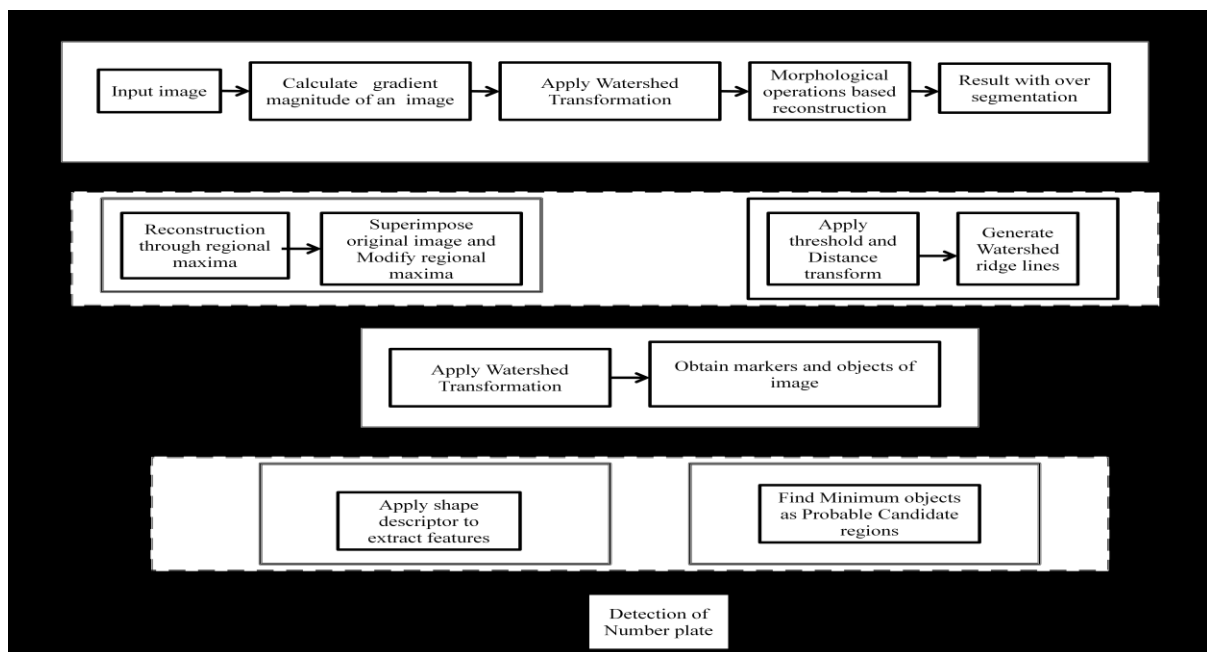 Input image
Calculate gradient
magnitude of an image
Apply Watershed
Transformation
Morphological
operations based
reconstruction
Result with over
segmentation
Reconstruction
through regional
maxima
Superimpose
original image and
Modify regional
maxima
Apply
threshold and
Distance
transform
Generate
Watershed
ridge lines
Apply Watershed
Transformation
Obtain markers and objects of
image
Apply shape
descriptor to
extract features
Find Minimum objects
as Probable Candidate
regions
Detection of
Number plate